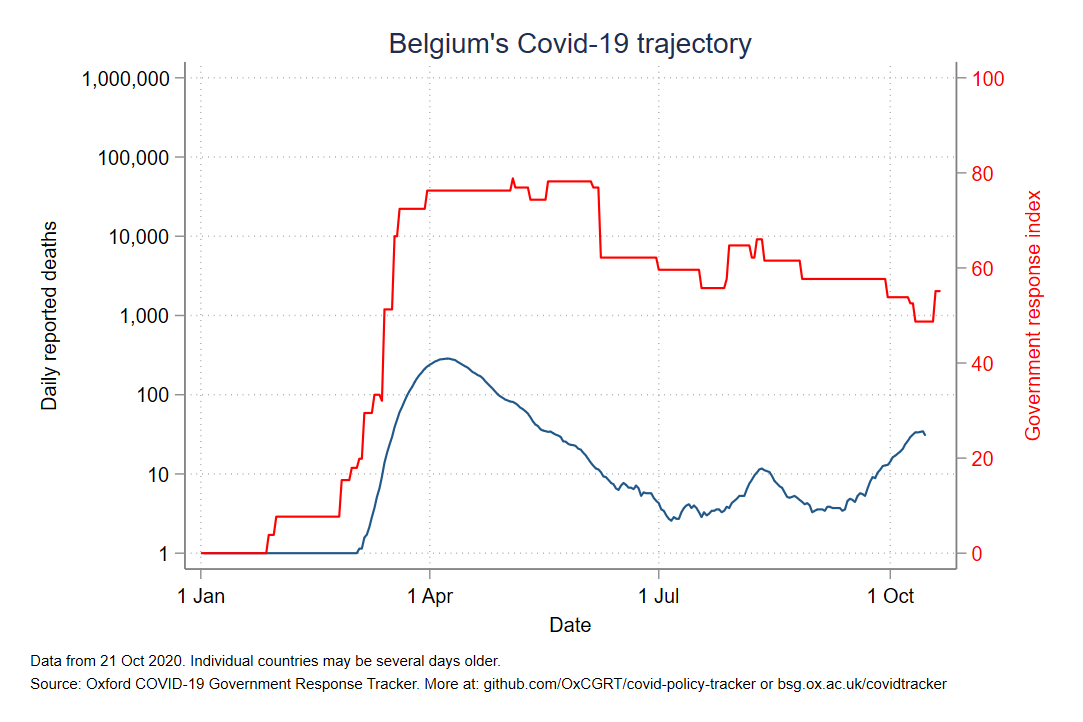 Belgium's Covid-19 trajectory
1,000,000
100,000
10,000
1,000
100
10
1
Daily reported deaths
100
80
60
40
20
0
Government response index
1 Jan
1 Apr
1 Jul
1 Oct
Date
Data from 21 Oct 2020. Individual countries may be several days older.
Source: Oxford COVID-19 Government Response Tracker. More at: github.com/OxCGRT/covid-policy-tracker or bsg.ox.ac.uk/covidtracker